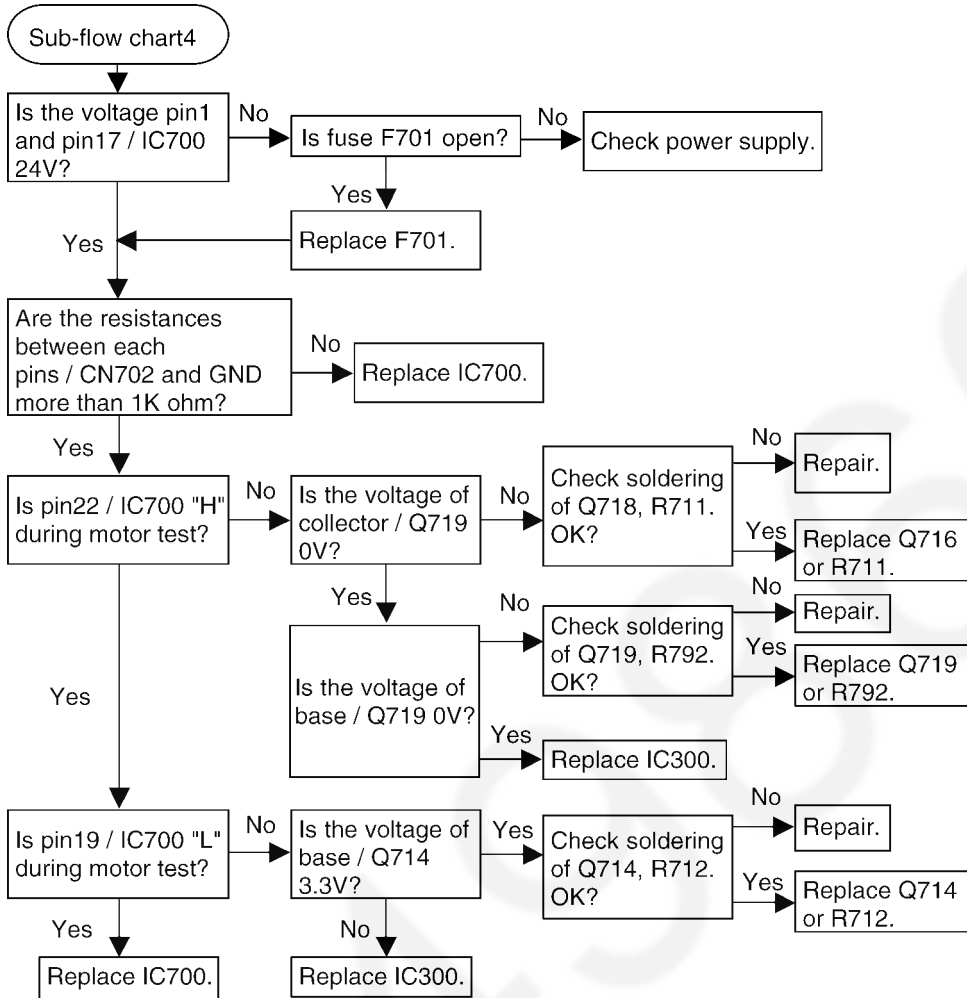 Sub-flow chart4
Is the voltage pin1
and pin17 / IC700
24V?
No
Is fuse F701 open?
No
Check power supply.
Yes
Yes
Replace F701.
Are the resistances
between each
pins / CN702 and GND
more than 1K ohm?
No
Replace IC700.
Yes
Is pin22 / IC700 "H"
during motor test?
No
Is the voltage of
collector / Q719
0V?
No
Check soldering
of Q718, R711.
OK?
No
Repair.
Yes
Replace Q716
or R711.
Yes
Is the voltage of
base / Q719 0V?
No
Check soldering
of Q719, R792.
OK?
No
Repair.
Yes
Replace Q719
or R792.
Yes
Replace IC300.
Yes
Is pin19 / IC700 "L"
during motor test?
No
Is the voltage of
base / Q714
3.3V?
Yes
Check soldering
of Q714, R712.
OK?
No
Repair.
Yes
Replace Q714
or R712.
Yes
Replace IC700.
No
Replace IC300.